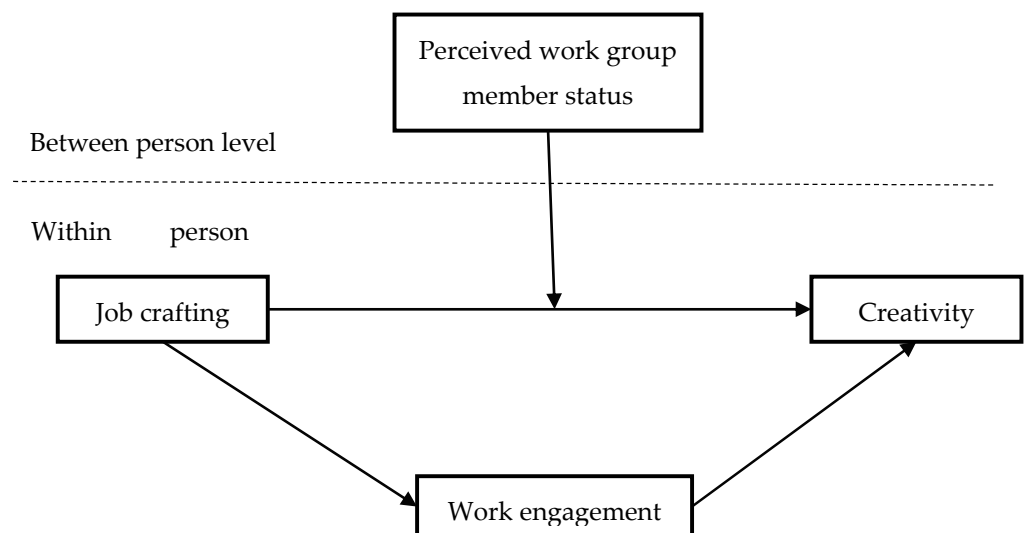 Perceived work group
member status
Between person level
Within person
Job crafting
Creativity
Work engagement